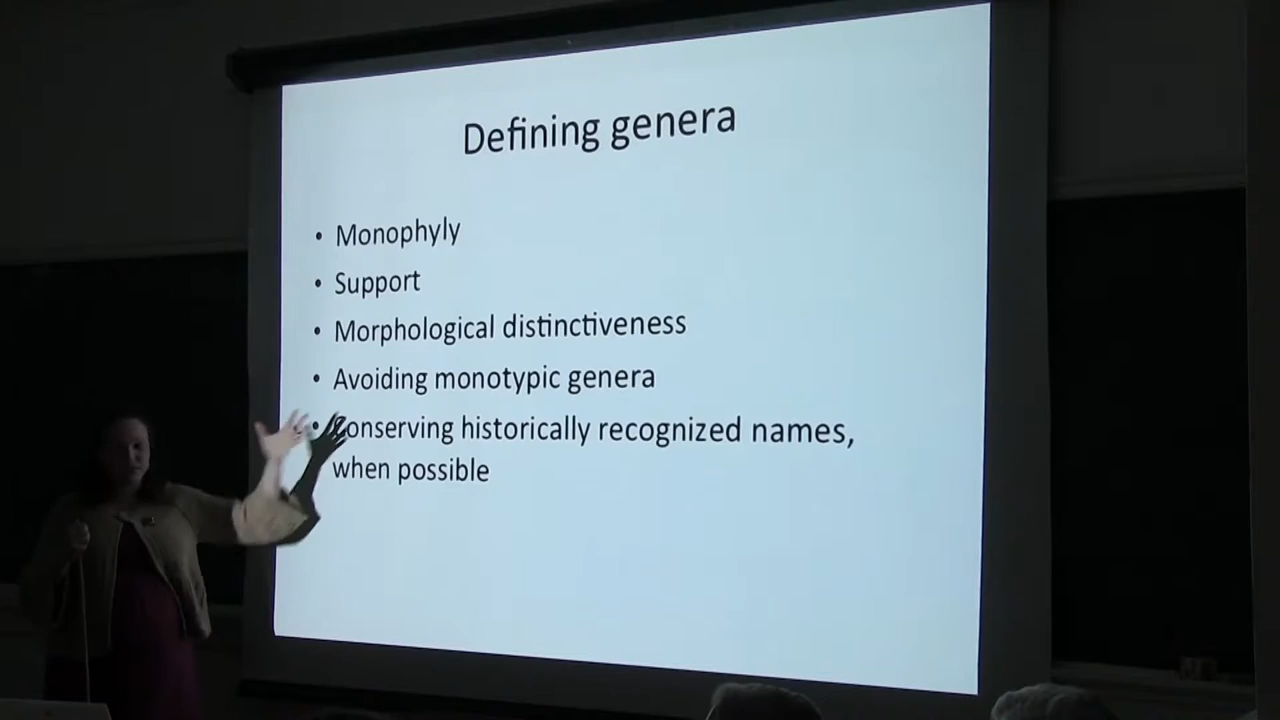 Defining genera
• Monophyly
• Support
• Morphological distinctiveness
• Avoiding monotypic genera
• Conserving historically recognized names,
when possible